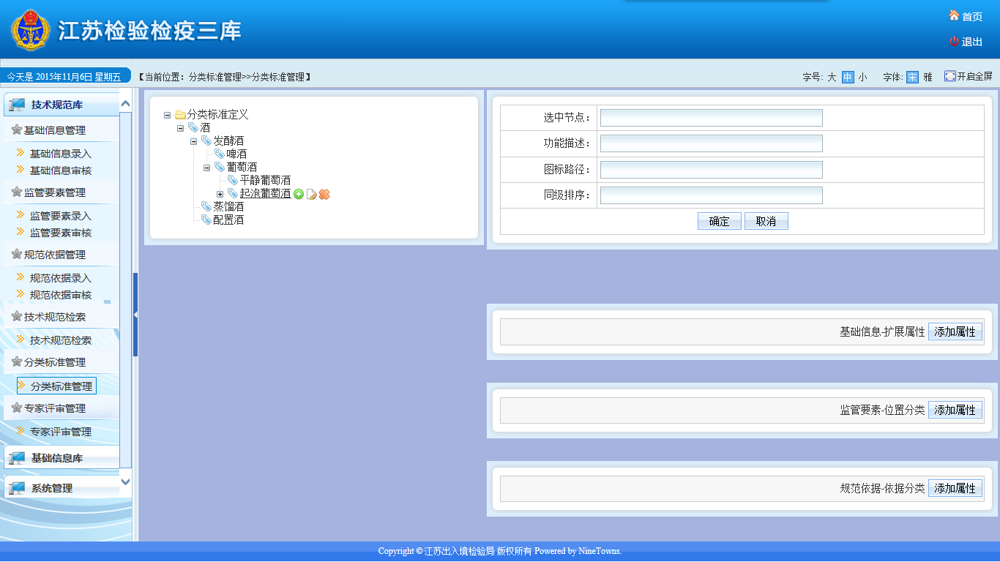 江苏检验检疫三库
首页
退出
今天是 2015年11月6日 星期五 【当前位置：分类标准管理>>分类标准管理】 字号: 大 中 小 字体: 宋 雅 开启全屏
技术规范库
基础信息管理
基础信息录入
基础信息审核
监管要素管理
监管要素录入
监管要素审核
规范依据管理
规范依据录入
规范依据审核
技术规范检索
技术规范检索
分类标准管理
分类标准管理
专家评审管理
专家评审管理
基础信息库
系统管理
分类标准定义
酒
发酵酒
啤酒
葡萄酒
平静葡萄酒
起泡葡萄酒
蒸馏酒
配置酒
选中节点：
功能描述：
图标路径：
同级排序：
确定 取消
基础信息-扩展属性 添加属性
监管要素-位置分类 添加属性
规范依据-依据分类 添加属性
Copyright © 江苏出入境检验局 版权所有 Powered by NineTowns.